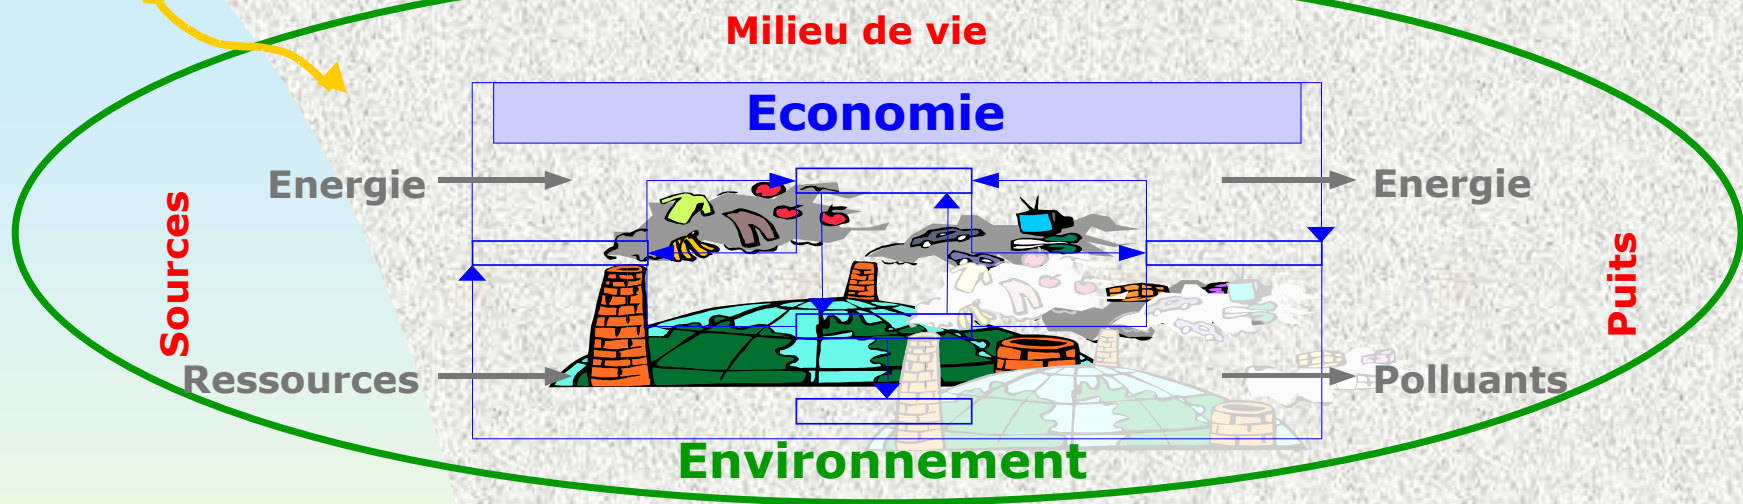 Milieu de vie
Economie
Energie
Energie
Sources
Puits
Ressources
Polluants
Environnement